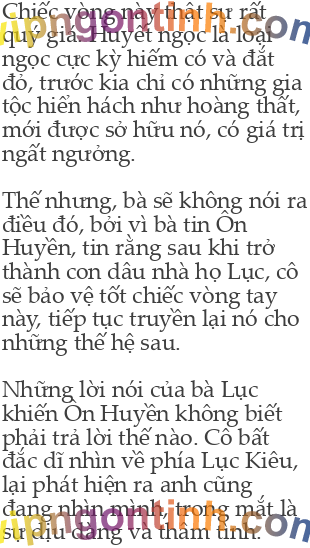 Chiếc vòng này thật sự rất
quý giá. Huyết ngọc là loại
ngọc cực kỳ hiếm có và đắt
đỏ, trước kia chỉ có những gia
tộc hiển hách như hoàng thất,
mới được sở hữu nó, có giá trị
ngất ngưởng.
Thế nhưng, bà sẽ không nói ra
điều đó, bởi vì bà tin Ôn
Huyền, tin rằng sau khi trở
thành con dâu nhà họ Lục, cô
sẽ bảo vệ tốt chiếc vòng tay
này, tiếp tục truyền lại nó cho
những thế hệ sau.
Những lời nói của bà Lục
khiến Ôn Huyền không biết
phải trả lời thế nào. Cô bất
đắc dĩ nhìn về phía Lục Kiêu,
lại phát hiện ra anh cũng
đang nhìn mình, trong mắt là
sự dịu dàng và thâm tình.
vipngontinh.com
vipngontinh.com